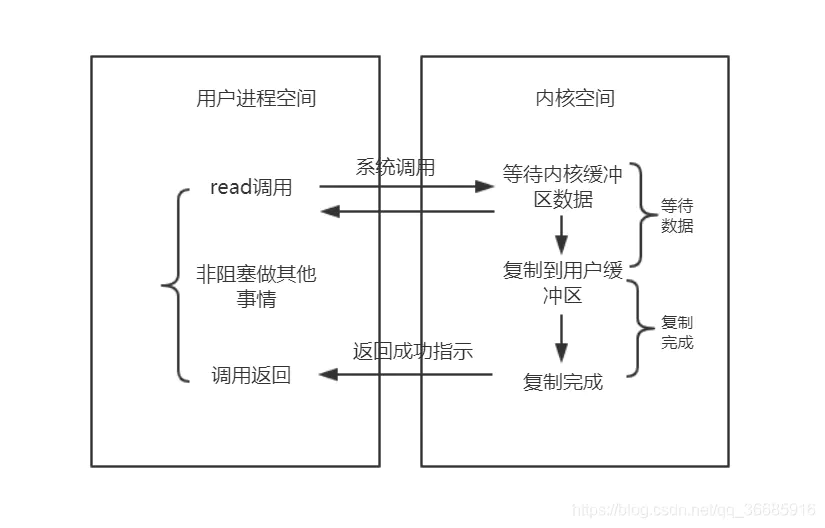 用户进程空间
内核空间
系统调用
read调用
等待内核缓冲
区数据
等待
数据
非阻塞做其他
事情
复制到用户缓
冲区
复制
完成
返回成功指示
调用返回
复制完成
https://blog.csdn.net/qq_36685916